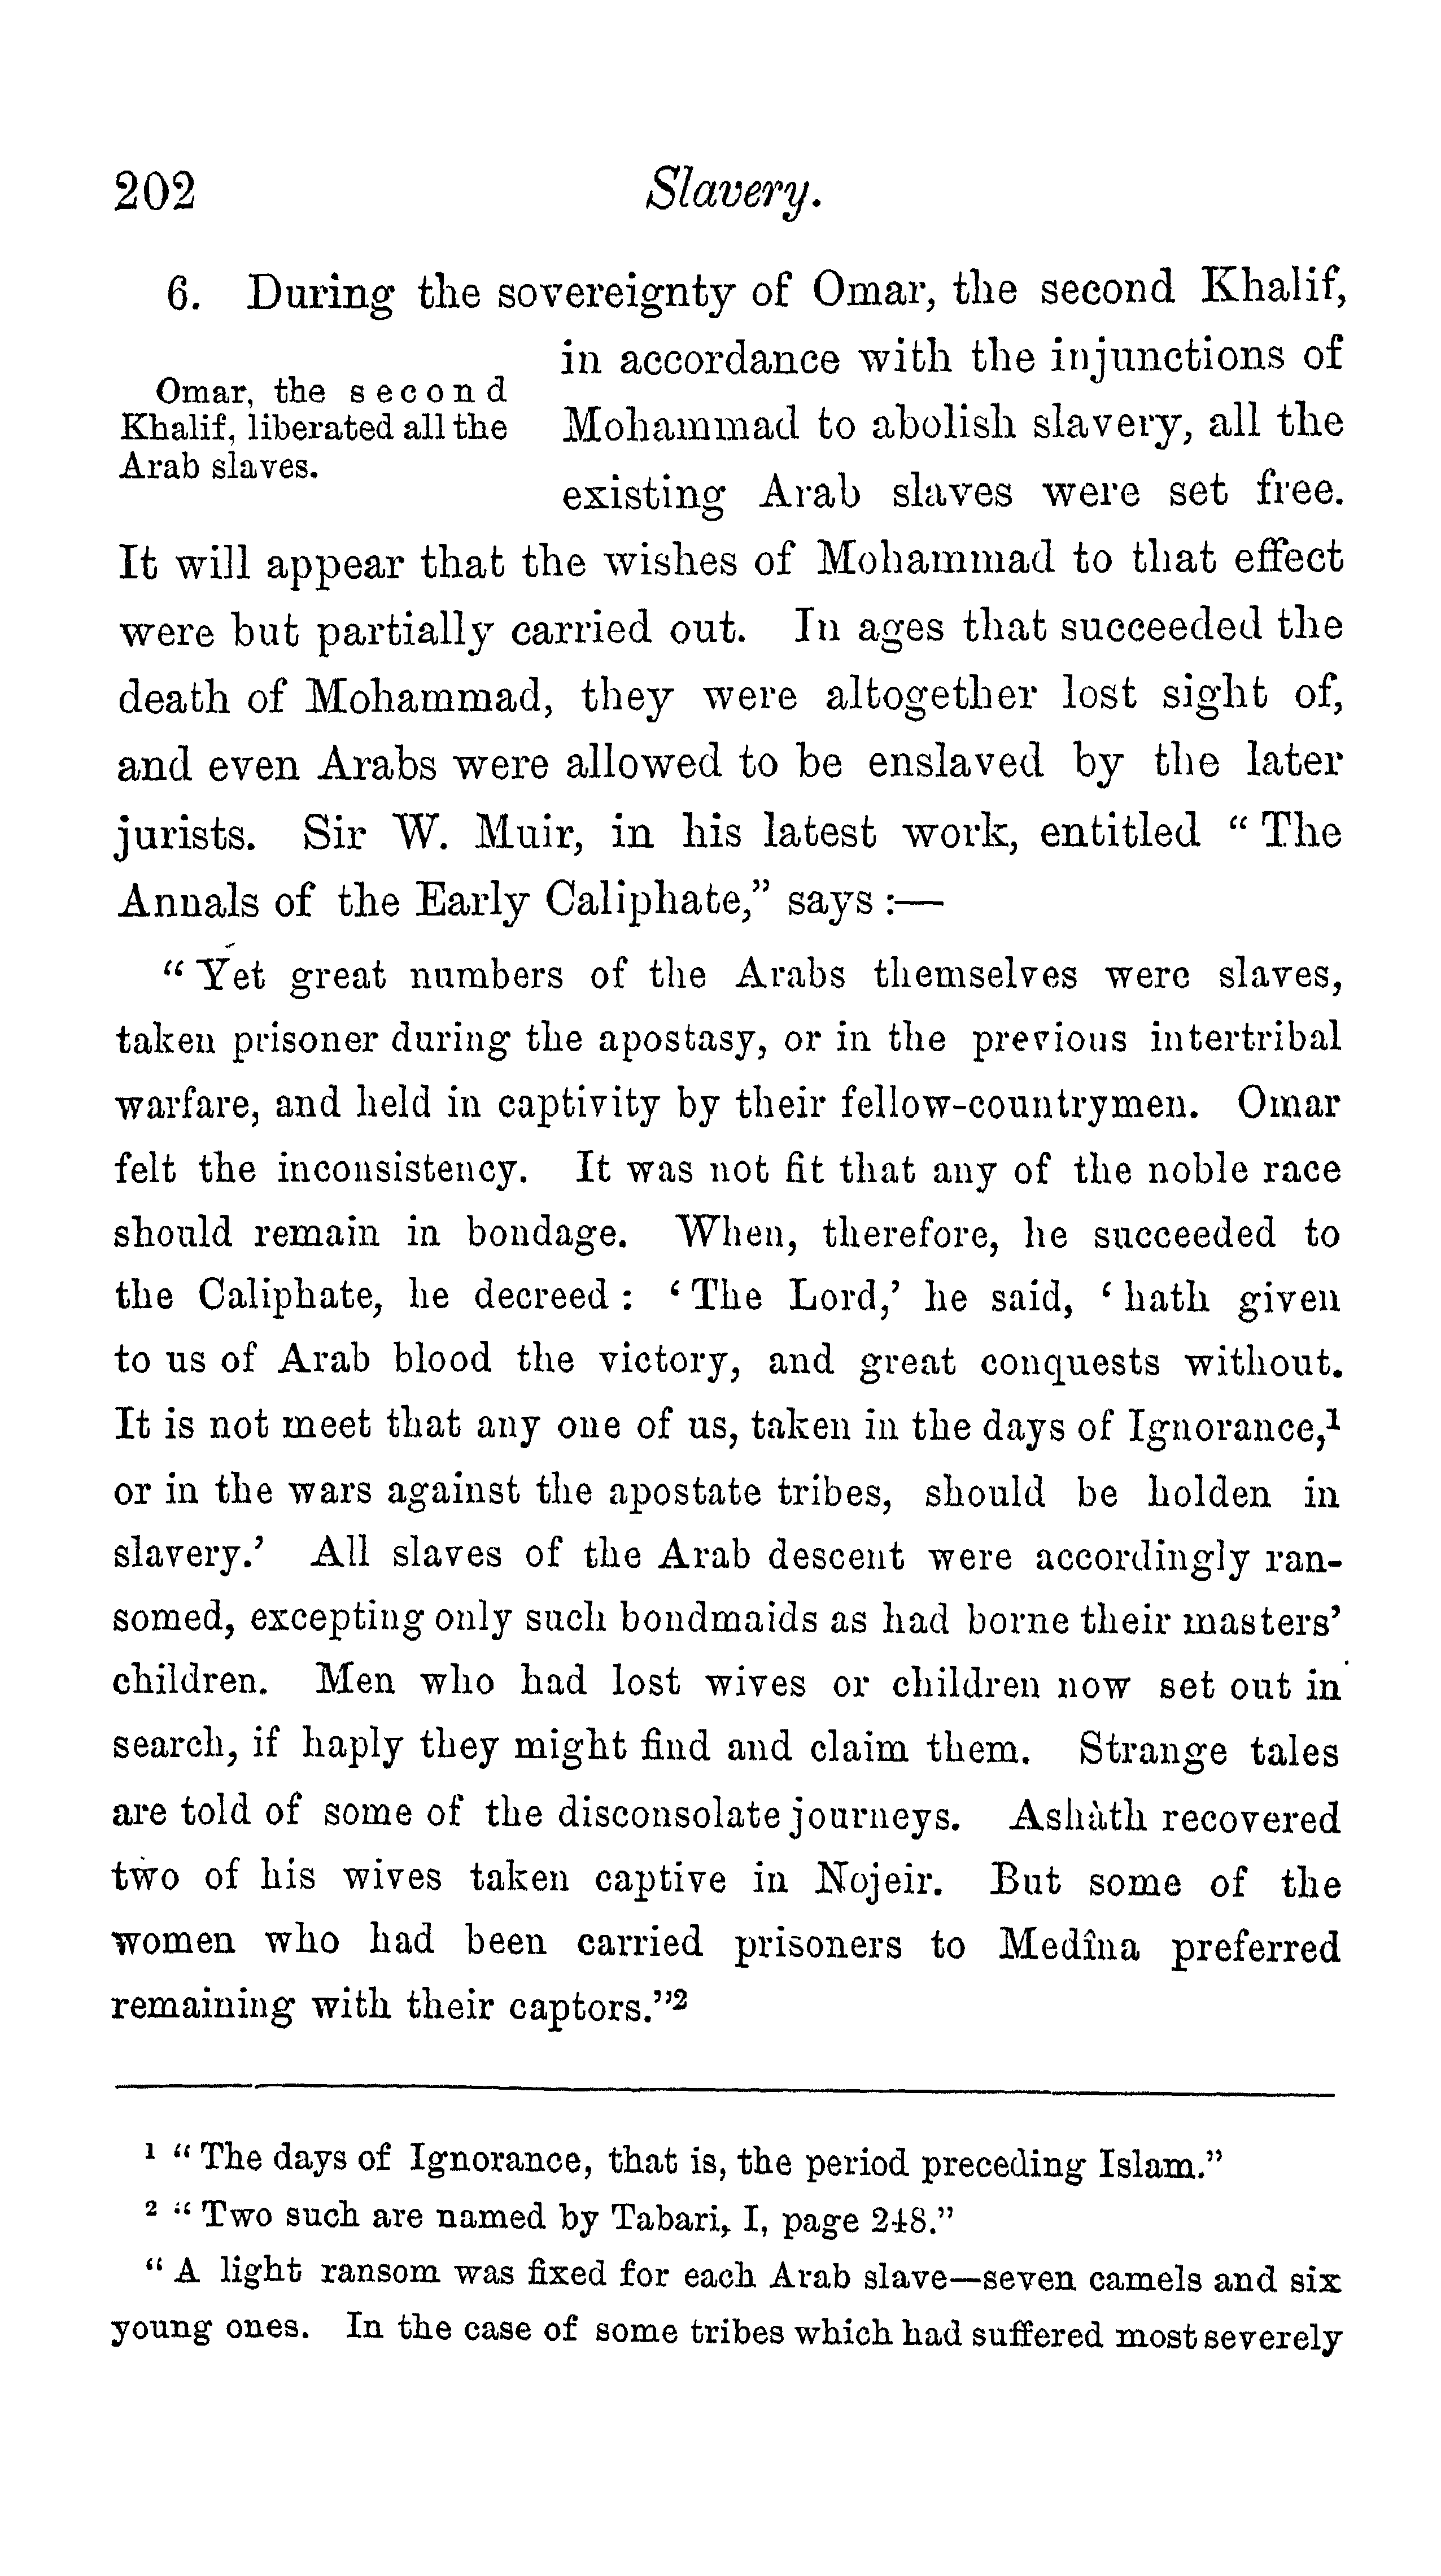 202 Slavery.
6. During the sovereignty of Omar, the second Khalif,
Omar, the second
Khalif, liberated all the
Arab slaves.
in accordance with the injunctions of
Mohammad to abolish slavery, all the
existing Arab slaves were set free.
It will appear that the wishes of Mohammad to that effect
were but partially carried out. In ages that succeeded the
death of Mohammad, they were altogether lost sight of,
and even Arabs were allowed to be enslaved by the later
jurists. Sir W. Muir, in his latest work, entitled “The
Annals of the Early Caliphate,” says :—
“Yet great numbers of the Arabs themselves were slaves,
taken prisoner during the apostasy, or in the previous intertribal
warfare, and held in captivity by their fellow-countrymen. Omar
felt the inconsistency. It was not fit that any of the noble race
should remain in bondage. When, therefore, he succeeded to
the Caliphate, he decreed : ‘The Lord,’ he said, ‘hath given
to us of Arab blood the victory, and great conquests without.
It is not meet that any one of us, taken in the days of Ignorance,¹
or in the wars against the apostate tribes, should be holden in
slavery.’ All slaves of the Arab descent were accordingly ran-
somed, excepting only such bondmaids as had borne their masters’
children. Men who had lost wives or children now set out in
search, if haply they might find and claim them. Strange tales
are told of some of the disconsolate journeys. Ashàth recovered
two of his wives taken captive in Nojeir. But some of the
women who had been carried prisoners to Medîna preferred
remaining with their captors.”²
¹ “The days of Ignorance, that is, the period preceding Islam.”
² “Two such are named by Tabari, I, page 248.”
“A light ransom was fixed for each Arab slave—seven camels and six
young ones. In the case of some tribes which had suffered most severely